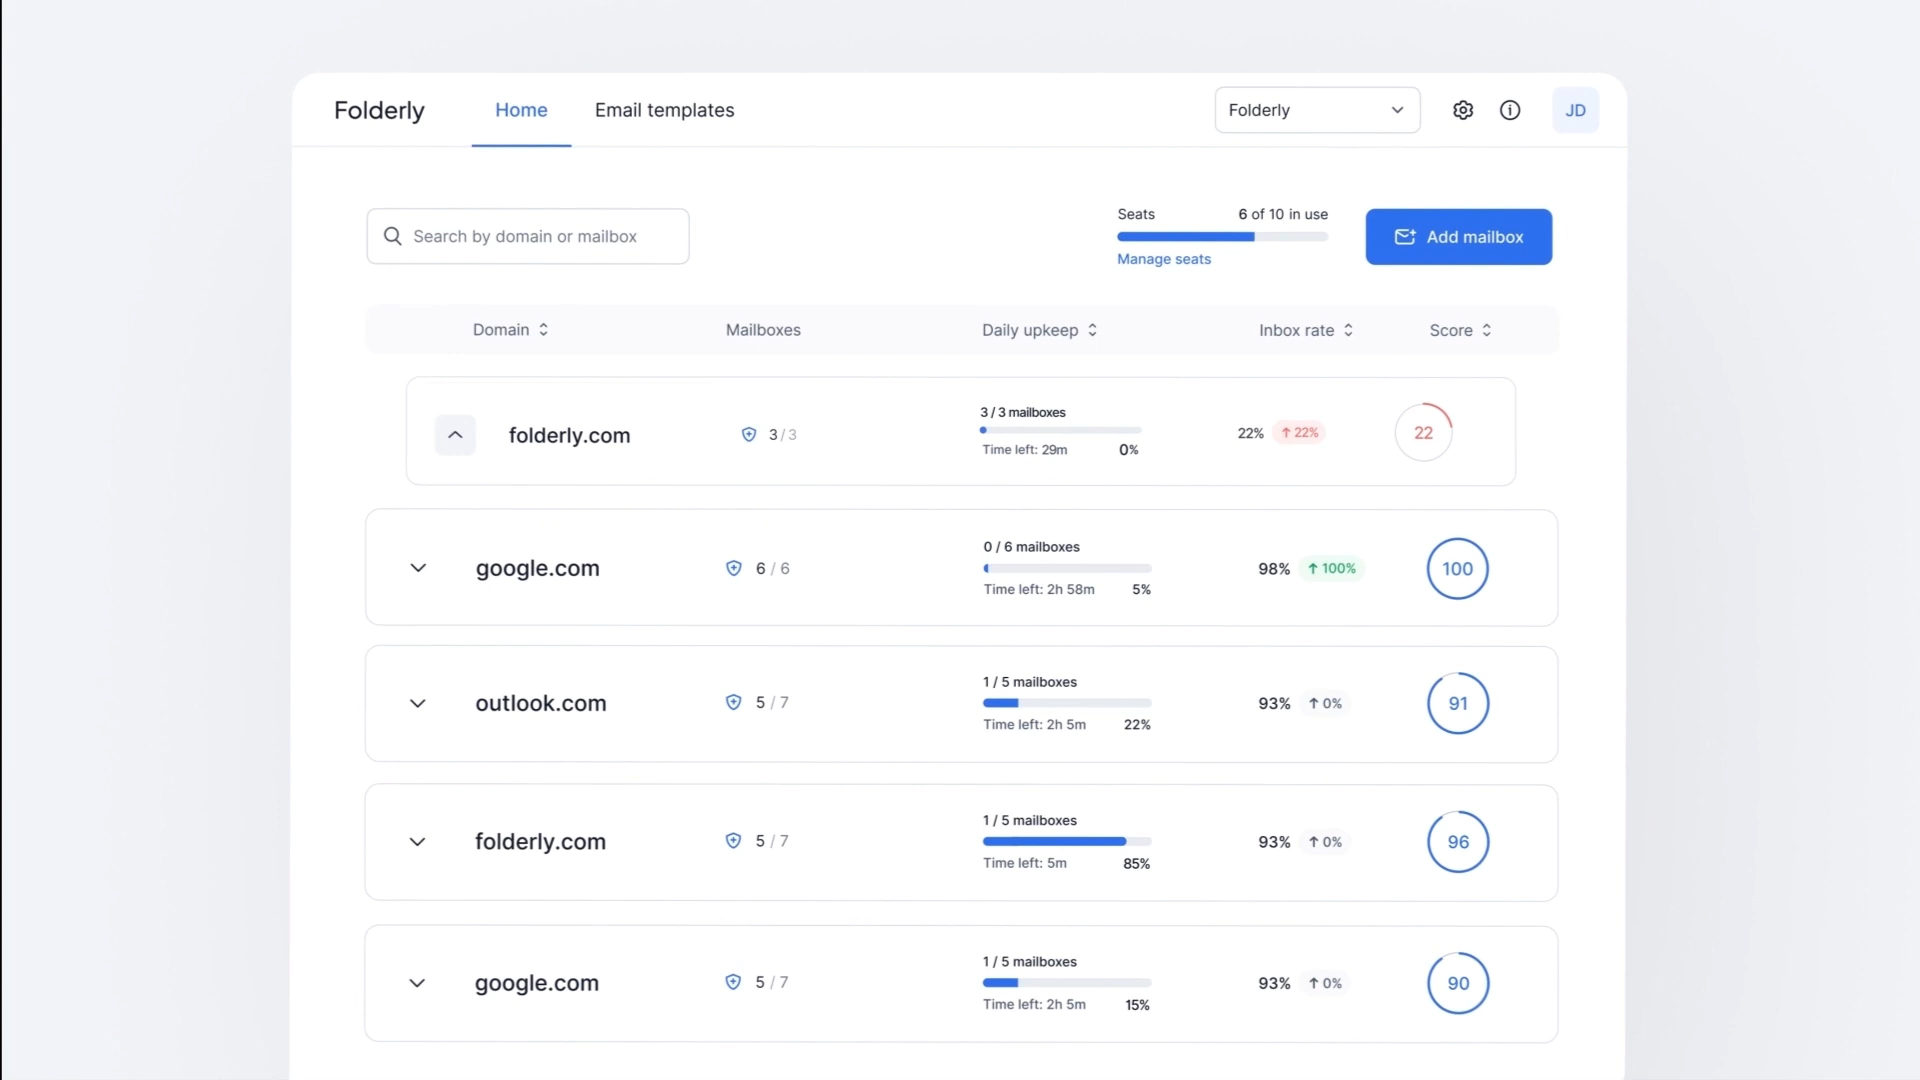 Folderly Home Email templates Folderly JD
Search by domain or mailbox
Seats 6 of 10 in use
Manage seats
Add mailbox
Domain Mailboxes Daily upkeep Inbox rate Score
folderly.com 3 / 3 3 / 3 mailboxes
Time left: 29m 0%
22% ↑ 22% 22
google.com 6 / 6 0 / 6 mailboxes
Time left: 2h 58m 5%
98% ↑ 100% 100
outlook.com 5 / 7 1 / 5 mailboxes
Time left: 2h 5m 22%
93% ↑ 0% 91
folderly.com 5 / 7 1 / 5 mailboxes
Time left: 5m 85%
93% ↑ 0% 96
google.com 5 / 7 1 / 5 mailboxes
Time left: 2h 5m 15%
93% ↑ 0% 90